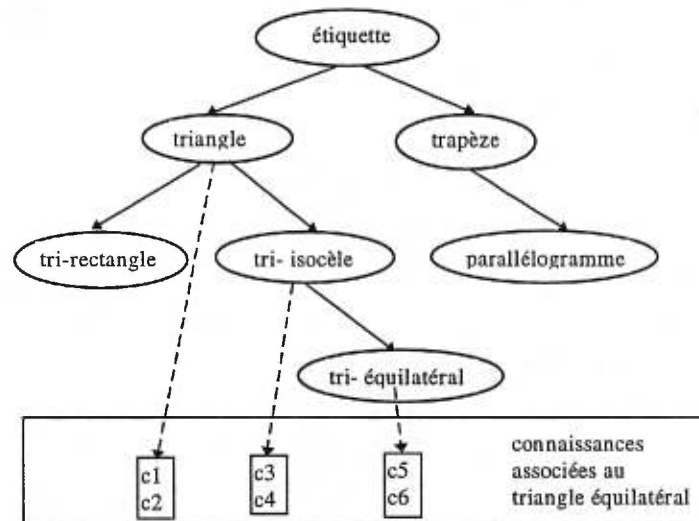 étiquette
triangle
trapèze
tri-rectangle
tri- isocèle
parallélogramme
tri- équilatéral
c1
c2
c3
c4
c5
c6
connaissances
associées au
triangle équilatéral